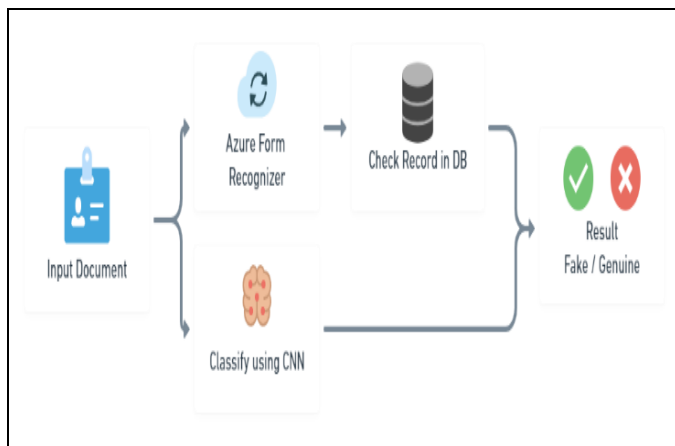 Input Document
Azure Form
Recognizer
Check Record in DB
Classify using CNN
Result
Fake / Genuine